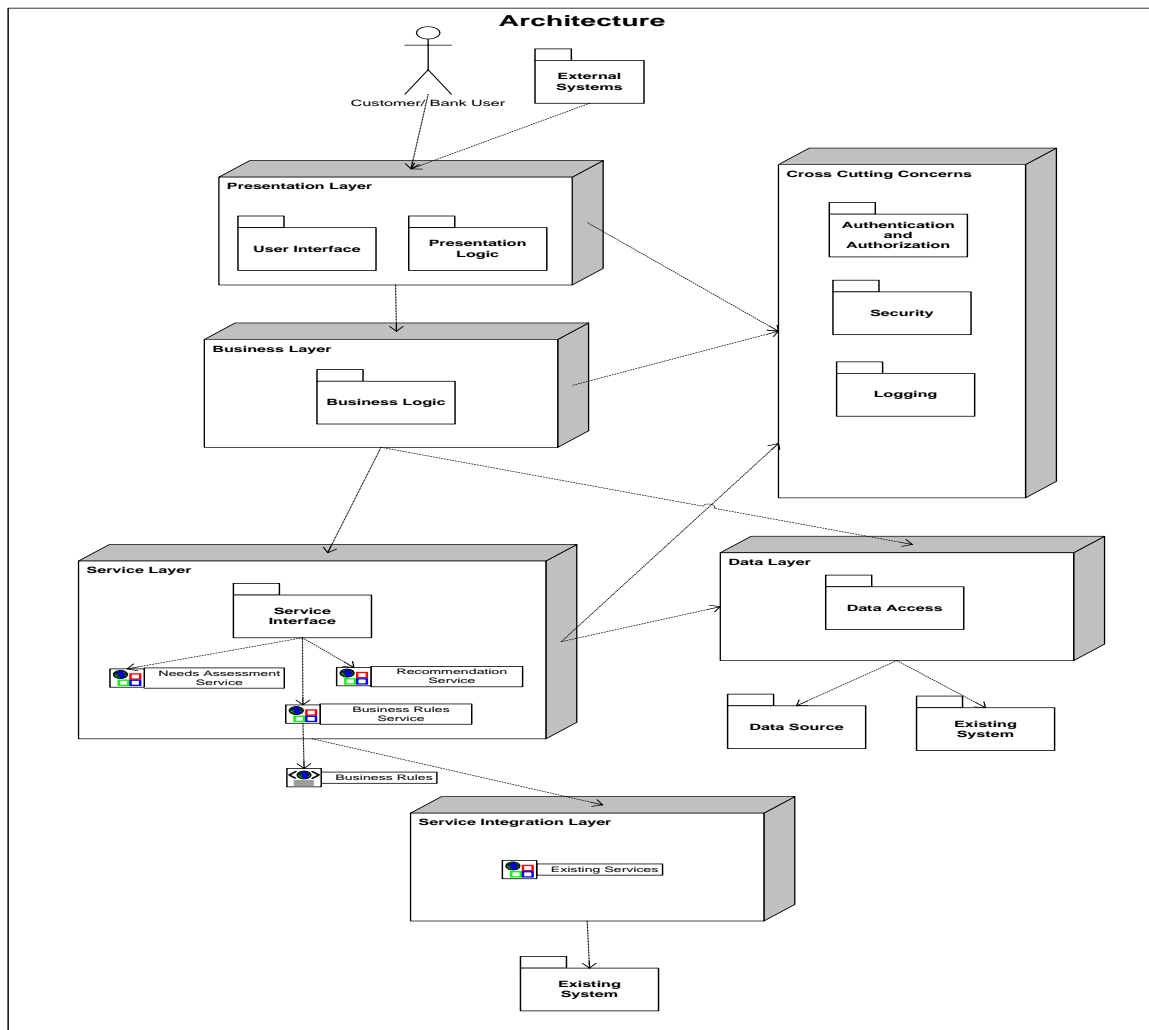 Architecture
Customer/ Bank User
External
Systems
Presentation Layer
User Interface
Presentation
Logic
Cross Cutting Concerns
Authentication
and
Authorization
Security
Logging
Business Layer
Business Logic
Service Layer
Service
Interface
Needs Assessment
Service
Recommendation
Service
Business Rules
Service
Business Rules
Data Layer
Data Access
Data Source
Existing
System
Service Integration Layer
Existing Services
Existing
System